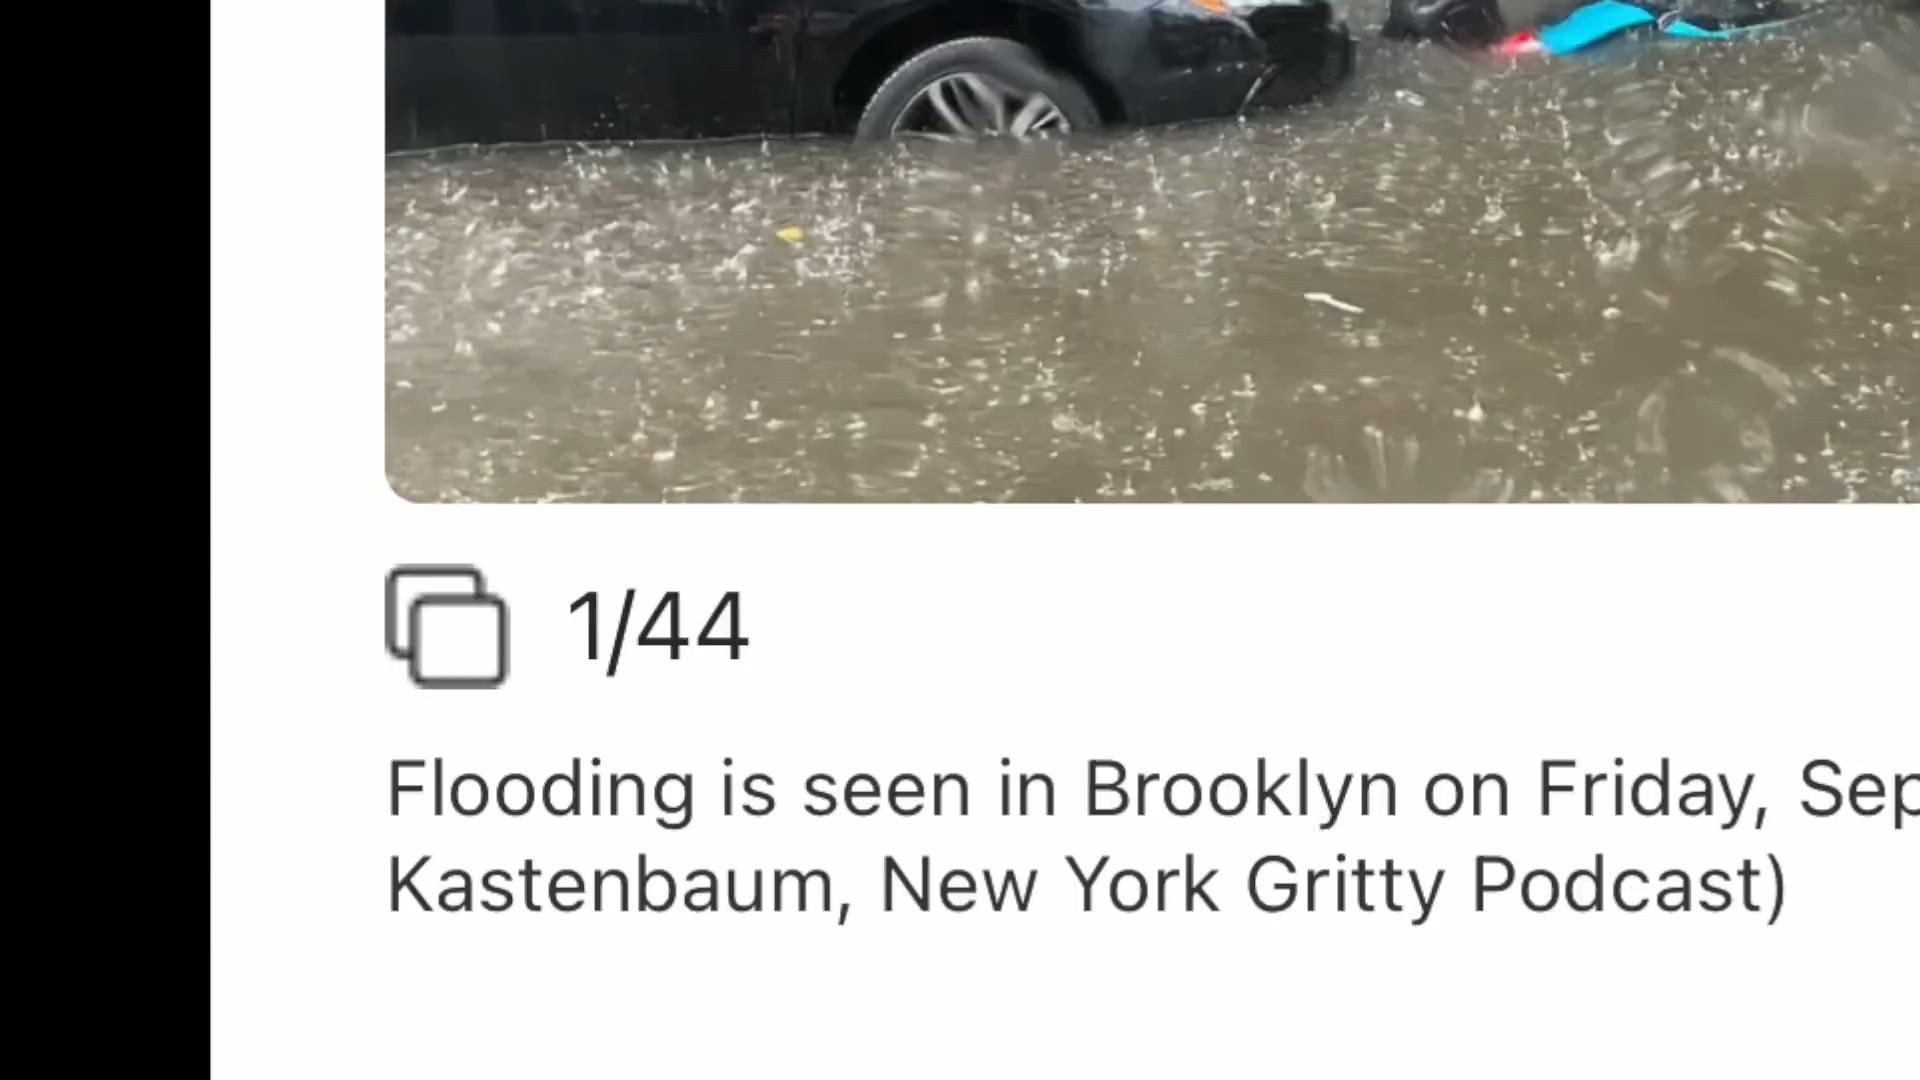 1/44
Flooding is seen in Brooklyn on Friday, Sep
Kastenbaum, New York Gritty Podcast)